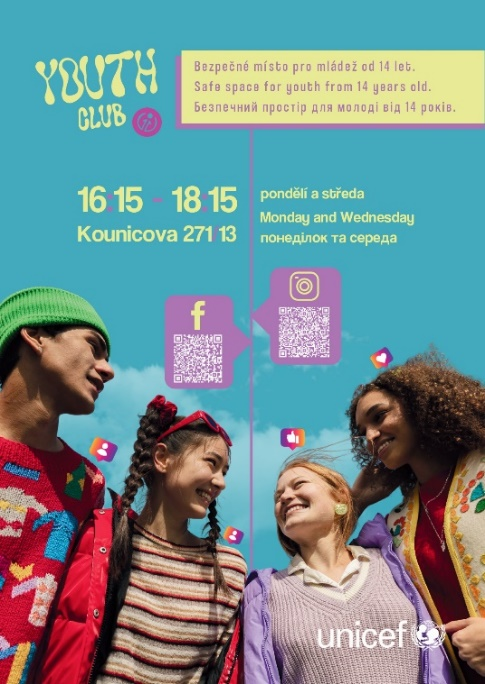 YOUTH
CLUB
Bezpečné místo pro mládež od 14 let.
Safe space for youth from 14 years old.
Безпечний простір для молоді від 14 років.
16:15 - 18:15
Kounicova 271/13
pondělí a středa
Monday and Wednesday
понеділок та середа
unicef